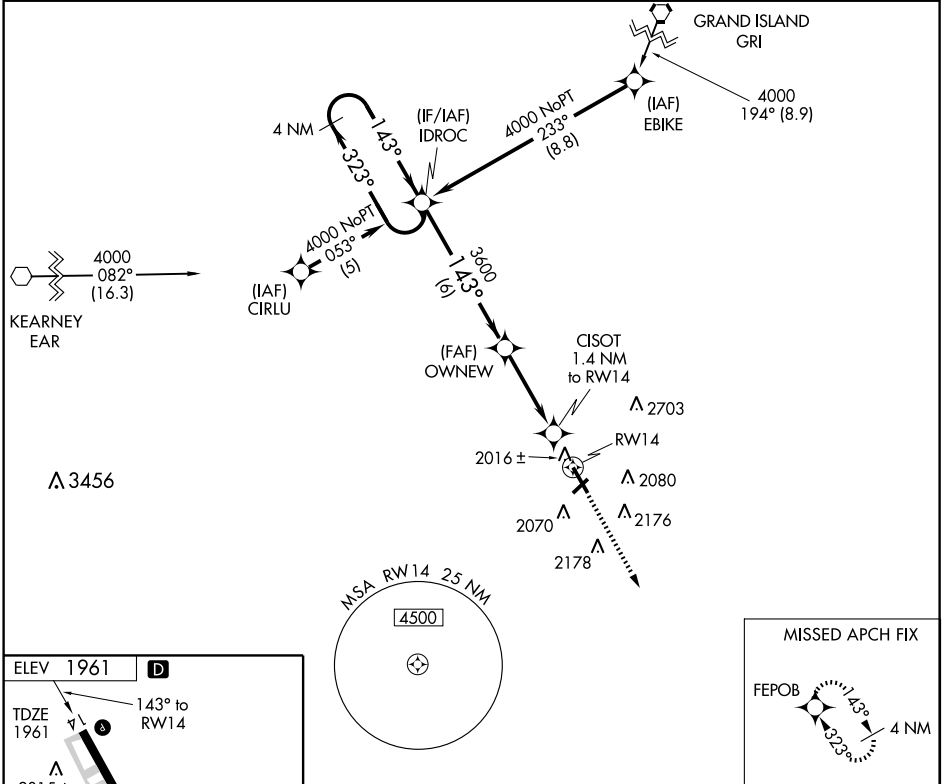 GRAND ISLAND
GRI
4000
194° (8.9)
(IAF)
EBIKE
4000 NoPT
233°
(8.8)
(IF/IAF)
IDROC
4 NM
143°
323°
4000 NoPT
053°
(5)
(IAF)
CIRLU
4000
082°
(16.3)
KEARNEY
EAR
3600
143°
(6)
(FAF)
OWNEW
CISOT
1.4 NM
to RW14
2703
RW14
2016 ±
2080
2070
2176
2178
3456
MSA RW14 25 NM
4500
MISSED APCH FIX
FEPOB
143°
323°
4 NM
ELEV 1961 D
TDZE
1961
143° to
RW14